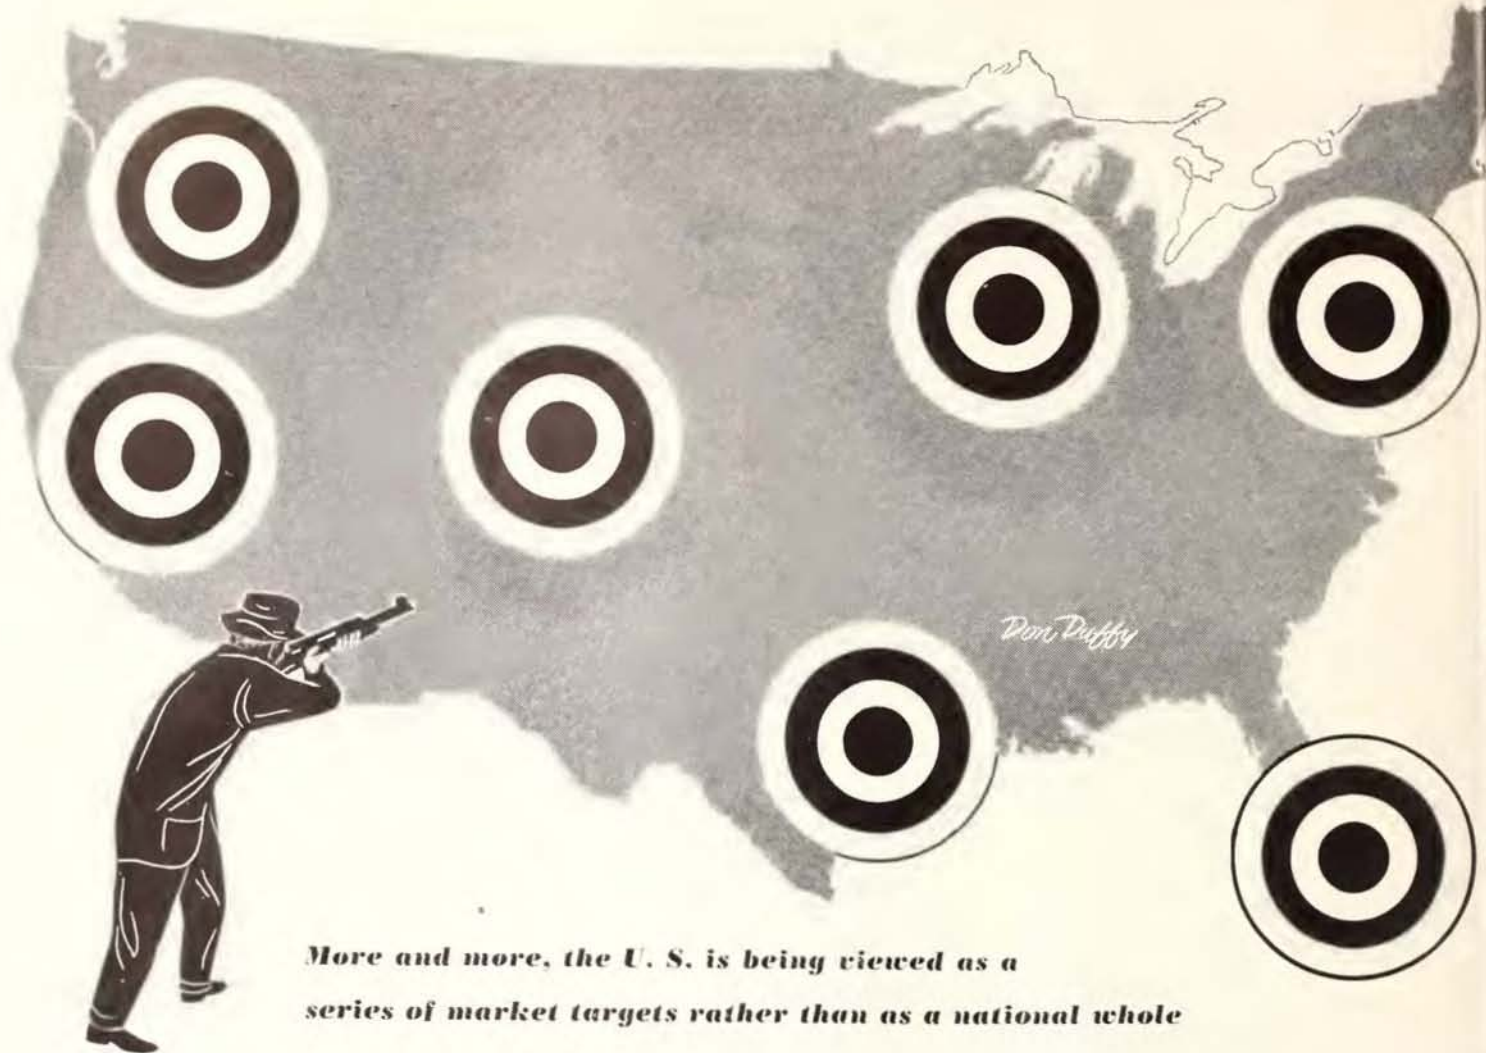 Don Duffy
More and more, the U. S. is being viewed as a
series of market targets rather than as a national whole